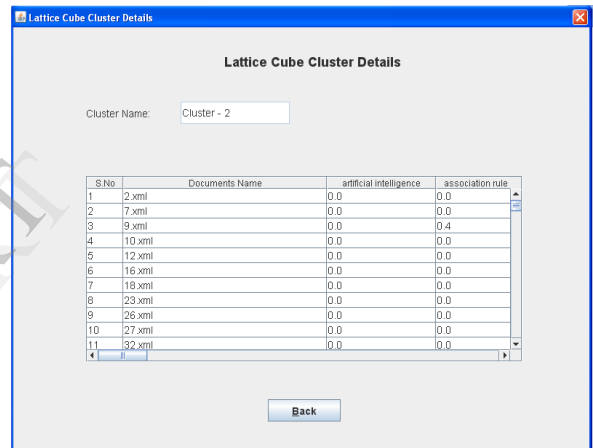 Lattice Cube Cluster Details
Lattice Cube Cluster Details
Cluster Name: Cluster - 2
S.No Documents Name artificial intelligence association rule
1 2.xml 0.0 0.0
2 7.xml 0.0 0.0
3 9.xml 0.0 0.4
4 10.xml 0.0 0.0
5 12.xml 0.0 0.0
6 16.xml 0.0 0.0
7 18.xml 0.0 0.0
8 23.xml 0.0 0.0
9 26.xml 0.0 0.0
10 27.xml 0.0 0.0
11 32.xml 0.0 0.0
Back